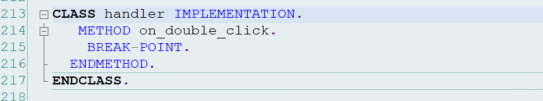 213 CLASS handler IMPLEMENTATION.
214 METHOD on_double_click.
215 BREAK-POINT.
216 ENDMETHOD.
217 ENDCLASS.
218